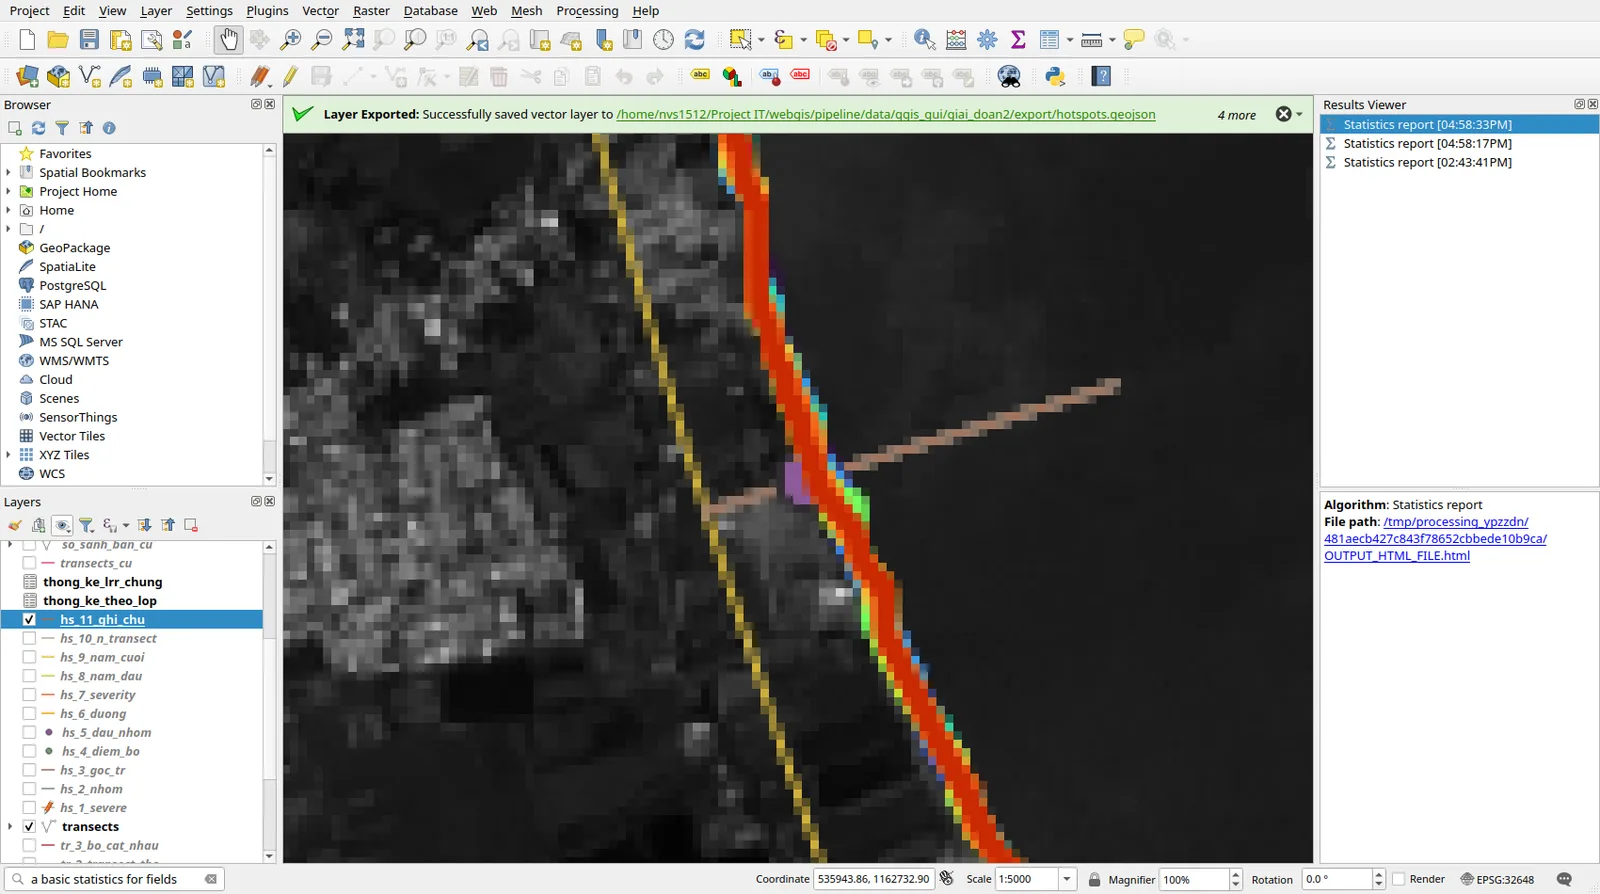 Project Edit View Layer Settings Plugins Vector Raster Database Web Mesh Processing Help
abc abc abc
Browser
Favorites
Spatial Bookmarks
Project Home
Home
/
GeoPackage
SpatiaLite
PostgreSQL
SAP HANA
STAC
MS SQL Server
WMS/WMTS
Cloud
Scenes
SensorThings
Vector Tiles
XYZ Tiles
WCS
Layers
so_sanh_ban_cu
transects_cu
thong_ke_lrr_chung
thong_ke_theo_lop
hs_11_ghi_chu
hs_10_n_transect
hs_9_nam_cuoi
hs_8_nam_dau
hs_7_severity
hs_6_duong
hs_5_dau_nhom
hs_4_diem_bo
hs_3_goc_tr
hs_2_nhom
hs_1_severe
transects
tr_3_bo_cat_nhau
Layer Exported: Successfully saved vector layer to /home/nvs1512/Project IT/webgis/pipeline/data/qgis_gui/giai_doan2/export/hotspots.geojson 4 more
Results Viewer
Statistics report [04:58:33PM]
Statistics report [04:58:17PM]
Statistics report [02:43:41PM]
Algorithm: Statistics report
File path: /tmp/processing_ypzzdn/
481aecb427c843f78652cbbede10b9ca/
OUTPUT_HTML_FILE.html
a basic statistics for fields Coordinate 535943.86, 1162732.90 Scale 1:5000 Magnifier 100% Rotation 0.0 ° Render EPSG:32648